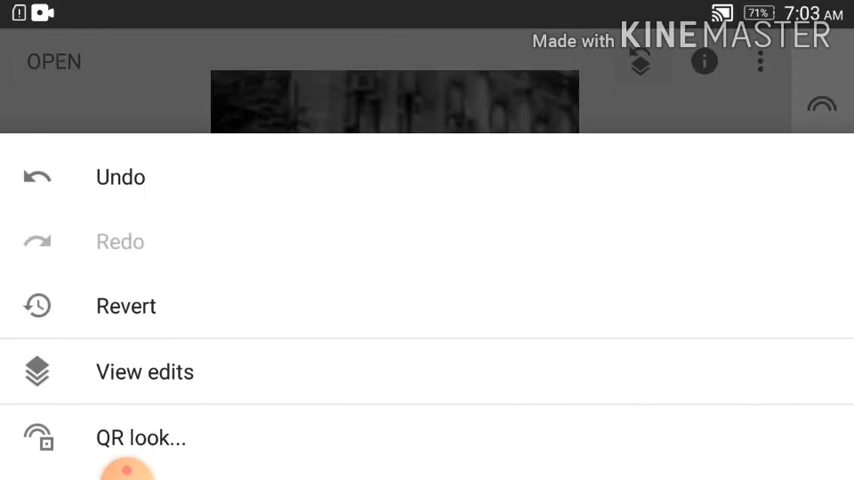 71% 7:03 AM
Made with KINEMASTER
OPEN
Undo
Redo
Revert
View edits
QR look...